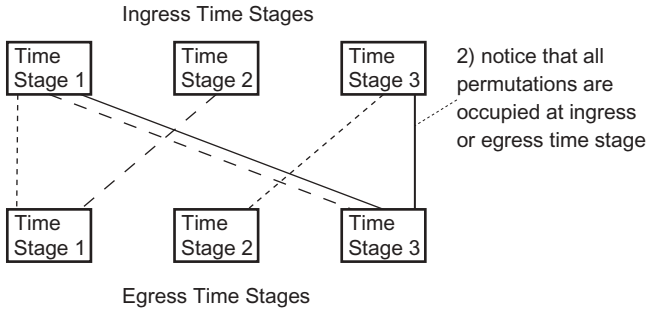 Ingress Time Stages
Time
Stage 1
Time
Stage 2
Time
Stage 3
2) notice that all
permutations are
occupied at ingress
or egress time stage
Time
Stage 1
Time
Stage 2
Time
Stage 3
Egress Time Stages